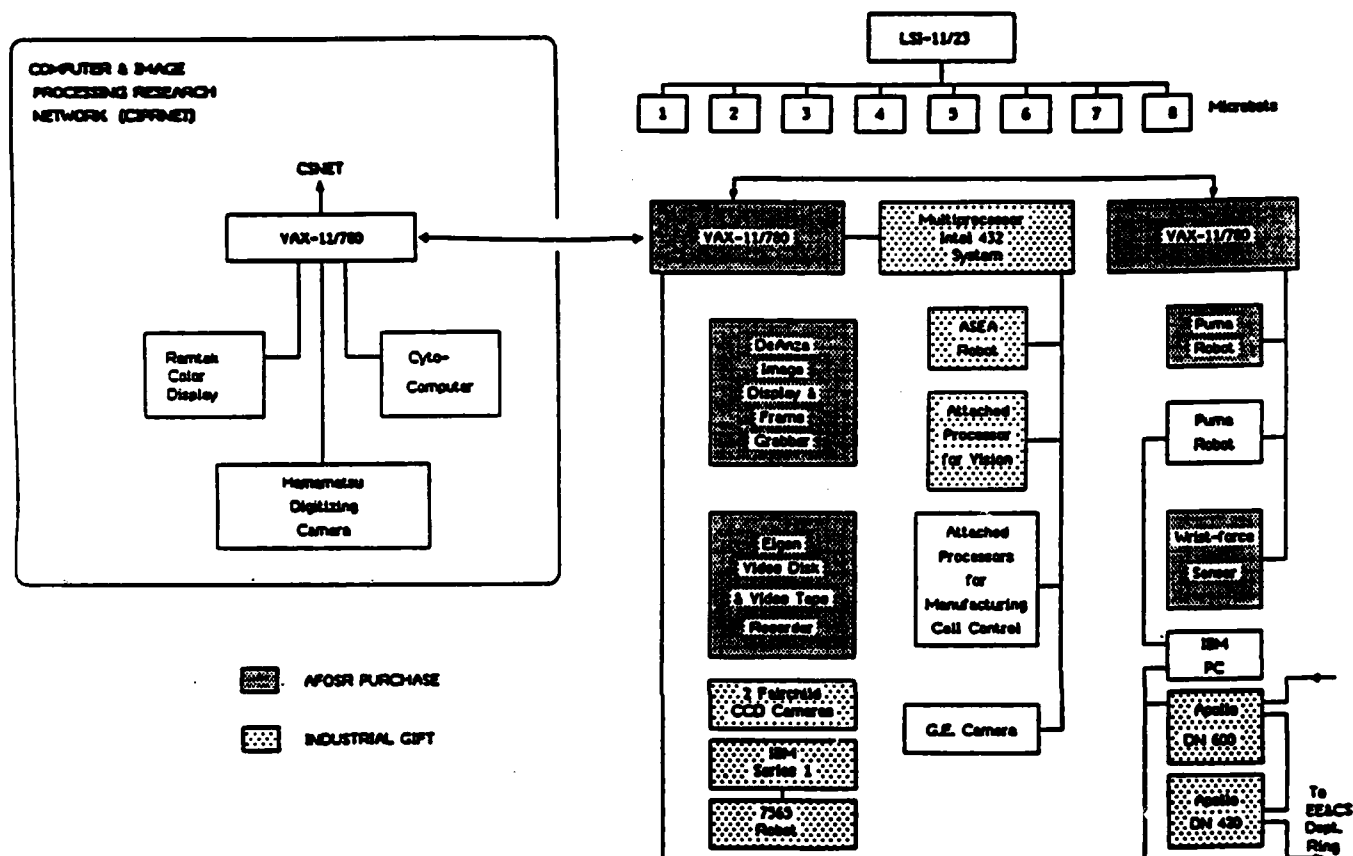 COMPUTER & IMAGE
PROCESSING RESEARCH
NETWORK (CIPRNET)
CSNET
VAX-11/780
Ramtek
Color
Display
Cyto-
Computer
Hamamatsu
Digitizing
Camera
AFOSR PURCHASE
INDUSTRIAL GIFT
LSI-11/23
1
2
3
4
5
6
7
8
Microbots
VAX-11/780
Multiprocessor
Intel 432
System
VAX-11/780
DeAnza
Image
Display &
Frame
Grabber
Eigen
Video Disk
& Video Tape
Recorder
2 Fairchild
CCD Cameras
IBM
Series 1
7565
Robot
ASEA
Robot
Attached
Processor
for Vision
Attached
Processors
for
Manufacturing
Cell Control
G.E. Camera
Puma
Robot
Puma
Robot
Wrist-force
Sensor
IBM
PC
Apollo
DN 600
Apollo
DN 420
To
EE&CS
Dept.
Ring